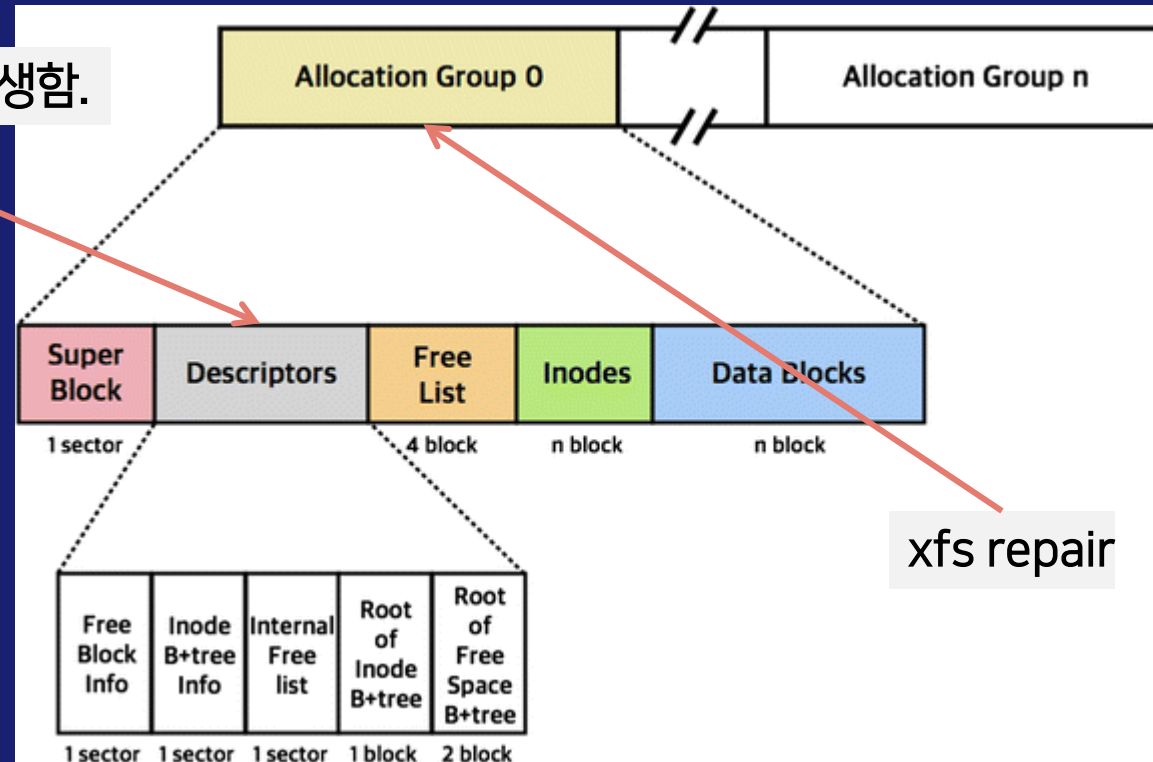 Allocation Group 0
Allocation Group n
생함.
Super
Block
Descriptors
Free
List
Inodes
Data Blocks
1 sector
4 block
n block
n block
xfs repair
Free
Block
Info
Inode
B+tree
Info
Internal
Free
list
Root
of
Inode
B+tree
Root
of
Free
Space
B+tree
1 sector
1 sector
1 sector
1 block
2 block